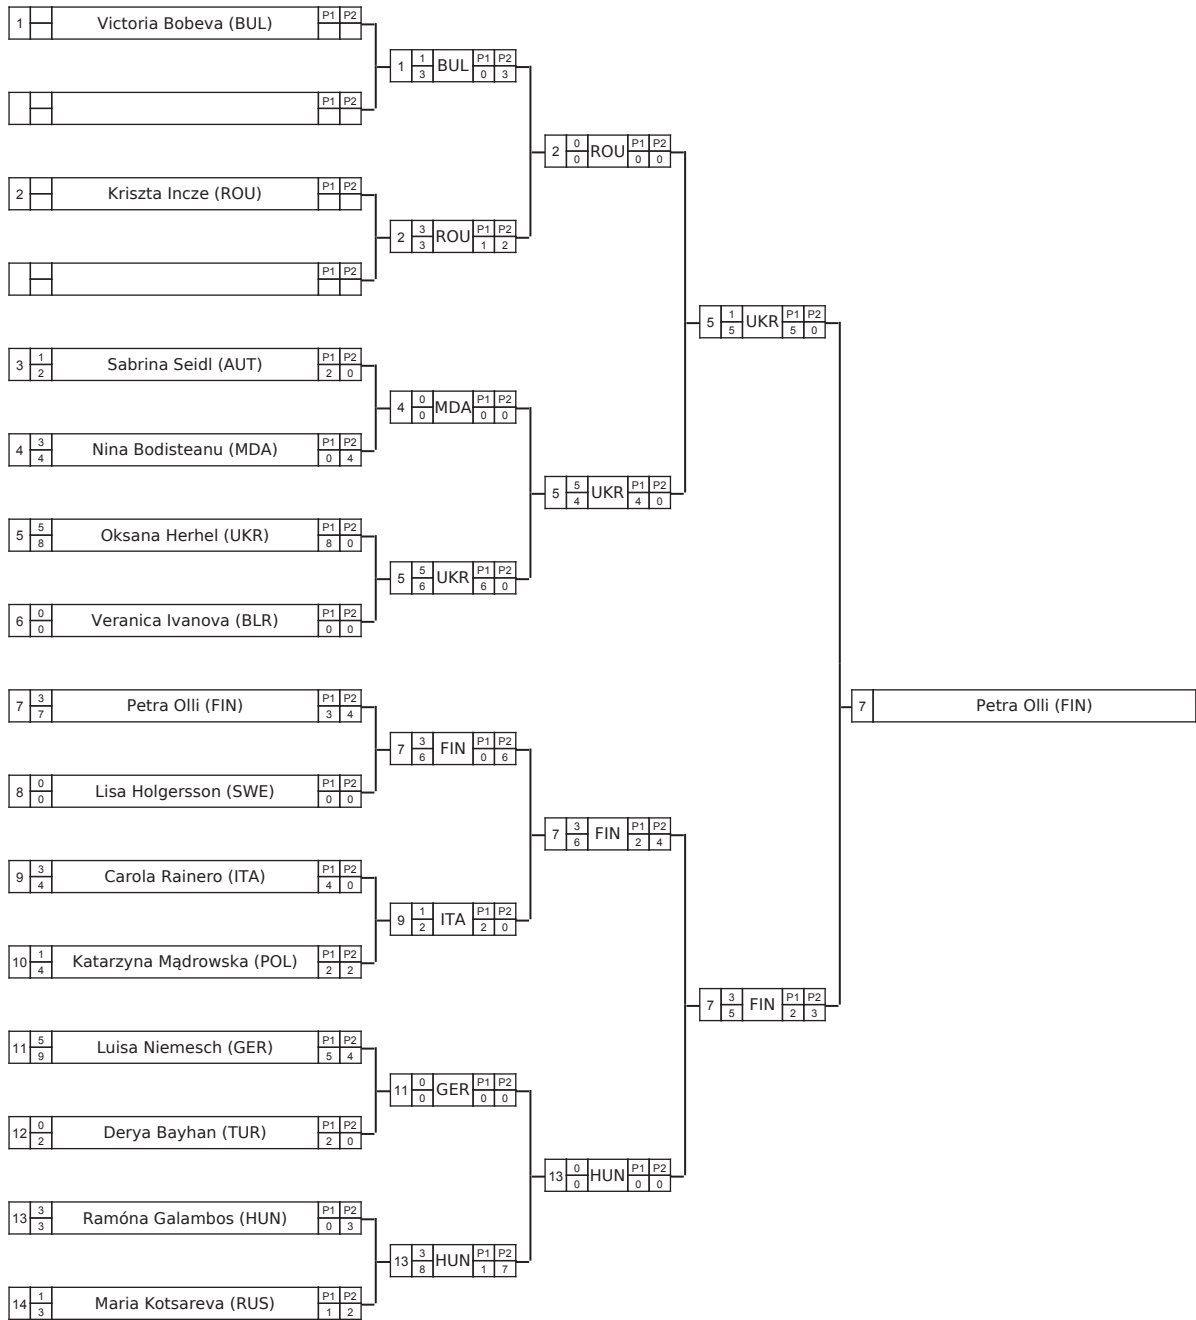 1 Victoria Bobeva (BUL) P1 P2
1 1 3 BUL P1 P2 0 3
P1 P2
2 0 0 ROU P1 P2 0 0
2 Kriszta Incze (ROU) P1 P2
2 3 3 ROU P1 P2 1 2
P1 P2
5 1 5 UKR P1 P2 5 0
3 1 2 Sabrina Seidl (AUT) P1 P2 2 0
4 0 0 MDA P1 P2 0 0
4 3 4 Nina Bodisteanu (MDA) P1 P2 0 4
5 5 4 UKR P1 P2 4 0
5 5 8 Oksana Herhel (UKR) P1 P2 8 0
5 5 6 UKR P1 P2 6 0
6 0 0 Veranica Ivanova (BLR) P1 P2 0 0
7 3 7 Petra Olli (FIN) P1 P2 3 4
7 Petra Olli (FIN)
7 3 6 FIN P1 P2 0 6
8 0 0 Lisa Holgersson (SWE) P1 P2 0 0
7 3 6 FIN P1 P2 2 4
9 3 4 Carola Rainero (ITA) P1 P2 4 0
9 1 2 ITA P1 P2 2 0
10 1 4 Katarzyna Mądrowska (POL) P1 P2 2 2
7 3 5 FIN P1 P2 2 3
11 5 9 Luisa Niemesch (GER) P1 P2 5 4
11 0 0 GER P1 P2 0 0
12 0 2 Derya Bayhan (TUR) P1 P2 2 0
13 0 0 HUN P1 P2 0 0
13 3 3 Ramóna Galambos (HUN) P1 P2 0 3
13 3 8 HUN P1 P2 1 7
14 1 3 Maria Kotsareva (RUS) P1 P2 1 2